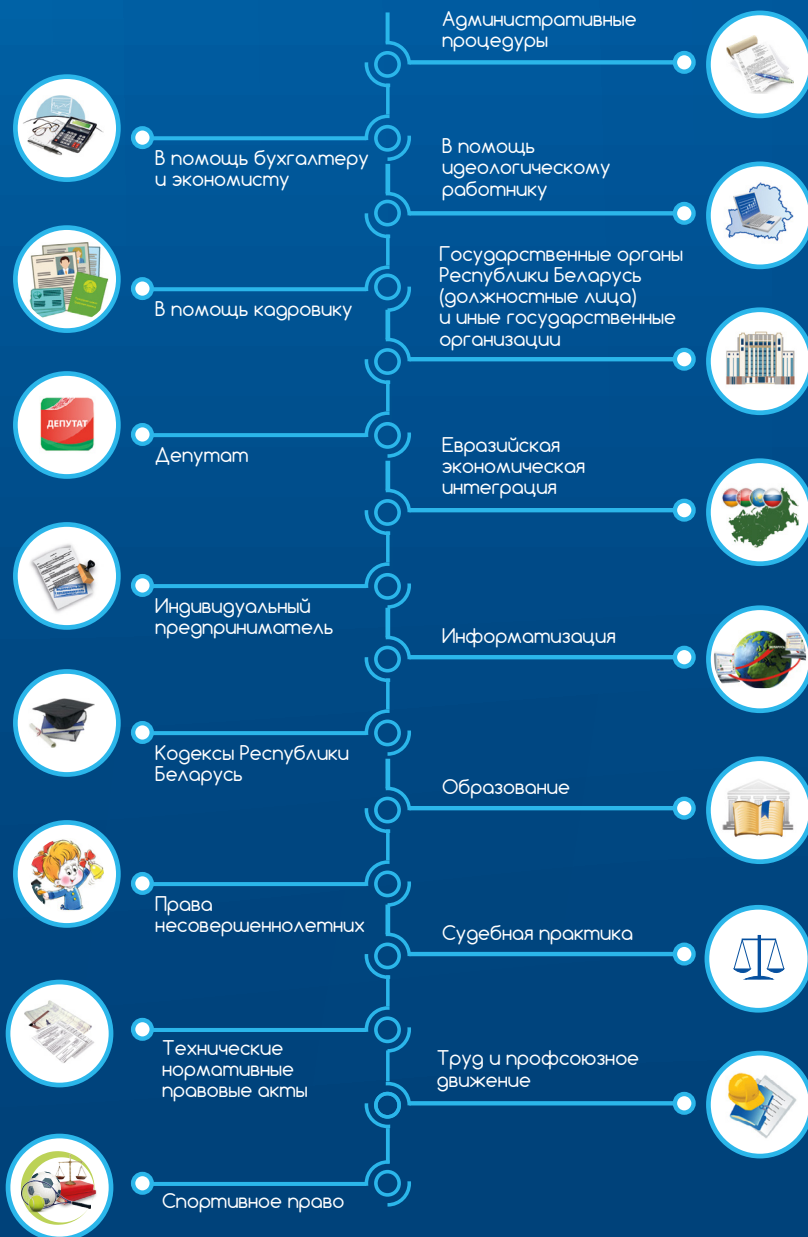 Административные
процедуры
В помощь бухгалтеру
и экономисту
В помощь
идеологическому
работнику
В помощь кадровику
Государственные органы
Республики Беларусь
(должностные лица)
и иные государственные
организации
ДЕПУТАТ
Депутат
Евразийская
экономическая
интеграция
Индивидуальный
предприниматель
Информатизация
Кодексы Республики
Беларусь
Образование
Права
несовершеннолетних
Судебная практика
Технические
нормативные
правовые акты
Труд и профсоюзное
движение
Спортивное право